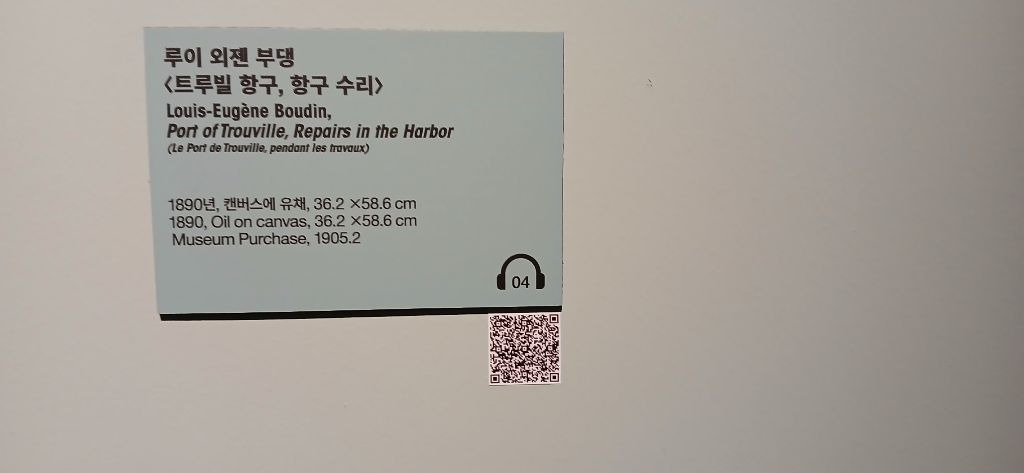 루이 외젠 부댕
〈트루빌 항구, 항구 수리〉
Louis-Eugène Boudin,
Port of Trouville, Repairs in the Harbor
(Le Port de Trouville, pendant les travaux)
1890년, 캔버스에 유채, 36.2 ×58.6 cm
1890, Oil on canvas, 36.2 ×58.6 cm
Museum Purchase, 1905.2
04